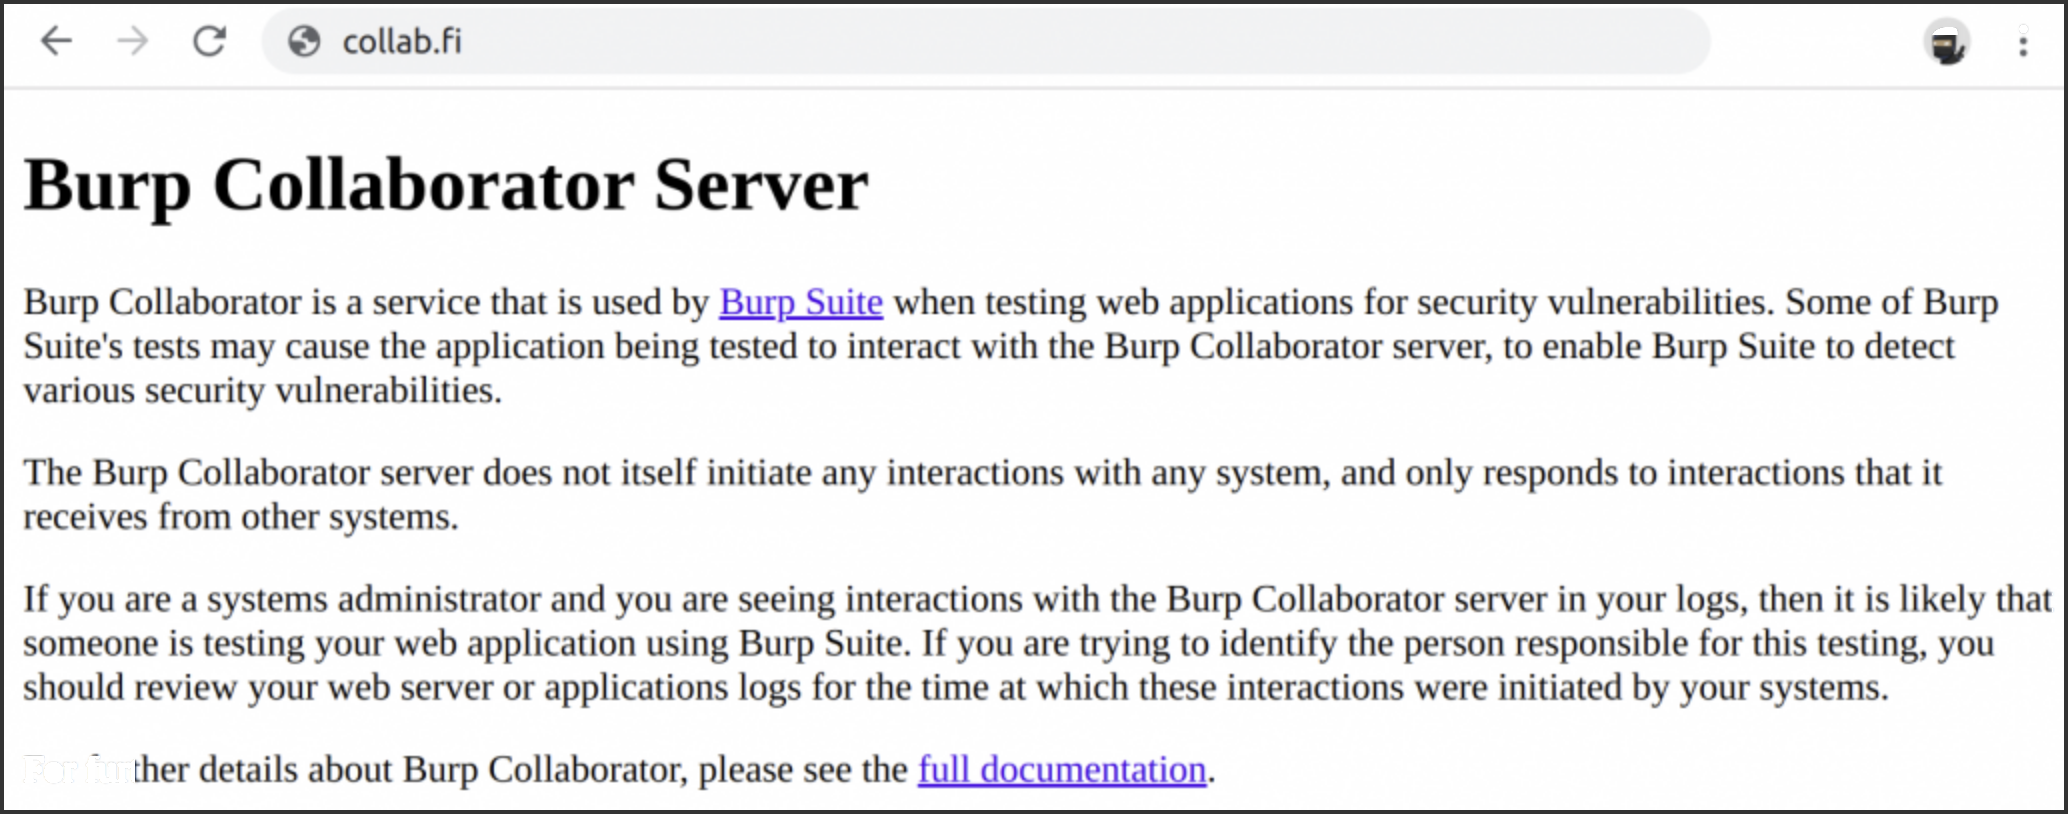 collab.fi
Burp Collaborator Server
Burp Collaborator is a service that is used by Burp Suite when testing web applications for security vulnerabilities. Some of Burp
Suite's tests may cause the application being tested to interact with the Burp Collaborator server, to enable Burp Suite to detect
various security vulnerabilities.
The Burp Collaborator server does not itself initiate any interactions with any system, and only responds to interactions that it
receives from other systems.
If you are a systems administrator and you are seeing interactions with the Burp Collaborator server in your logs, then it is likely that
someone is testing your web application using Burp Suite. If you are trying to identify the person responsible for this testing, you
should review your web server or applications logs for the time at which these interactions were initiated by your systems.
For further details about Burp Collaborator, please see the full documentation.